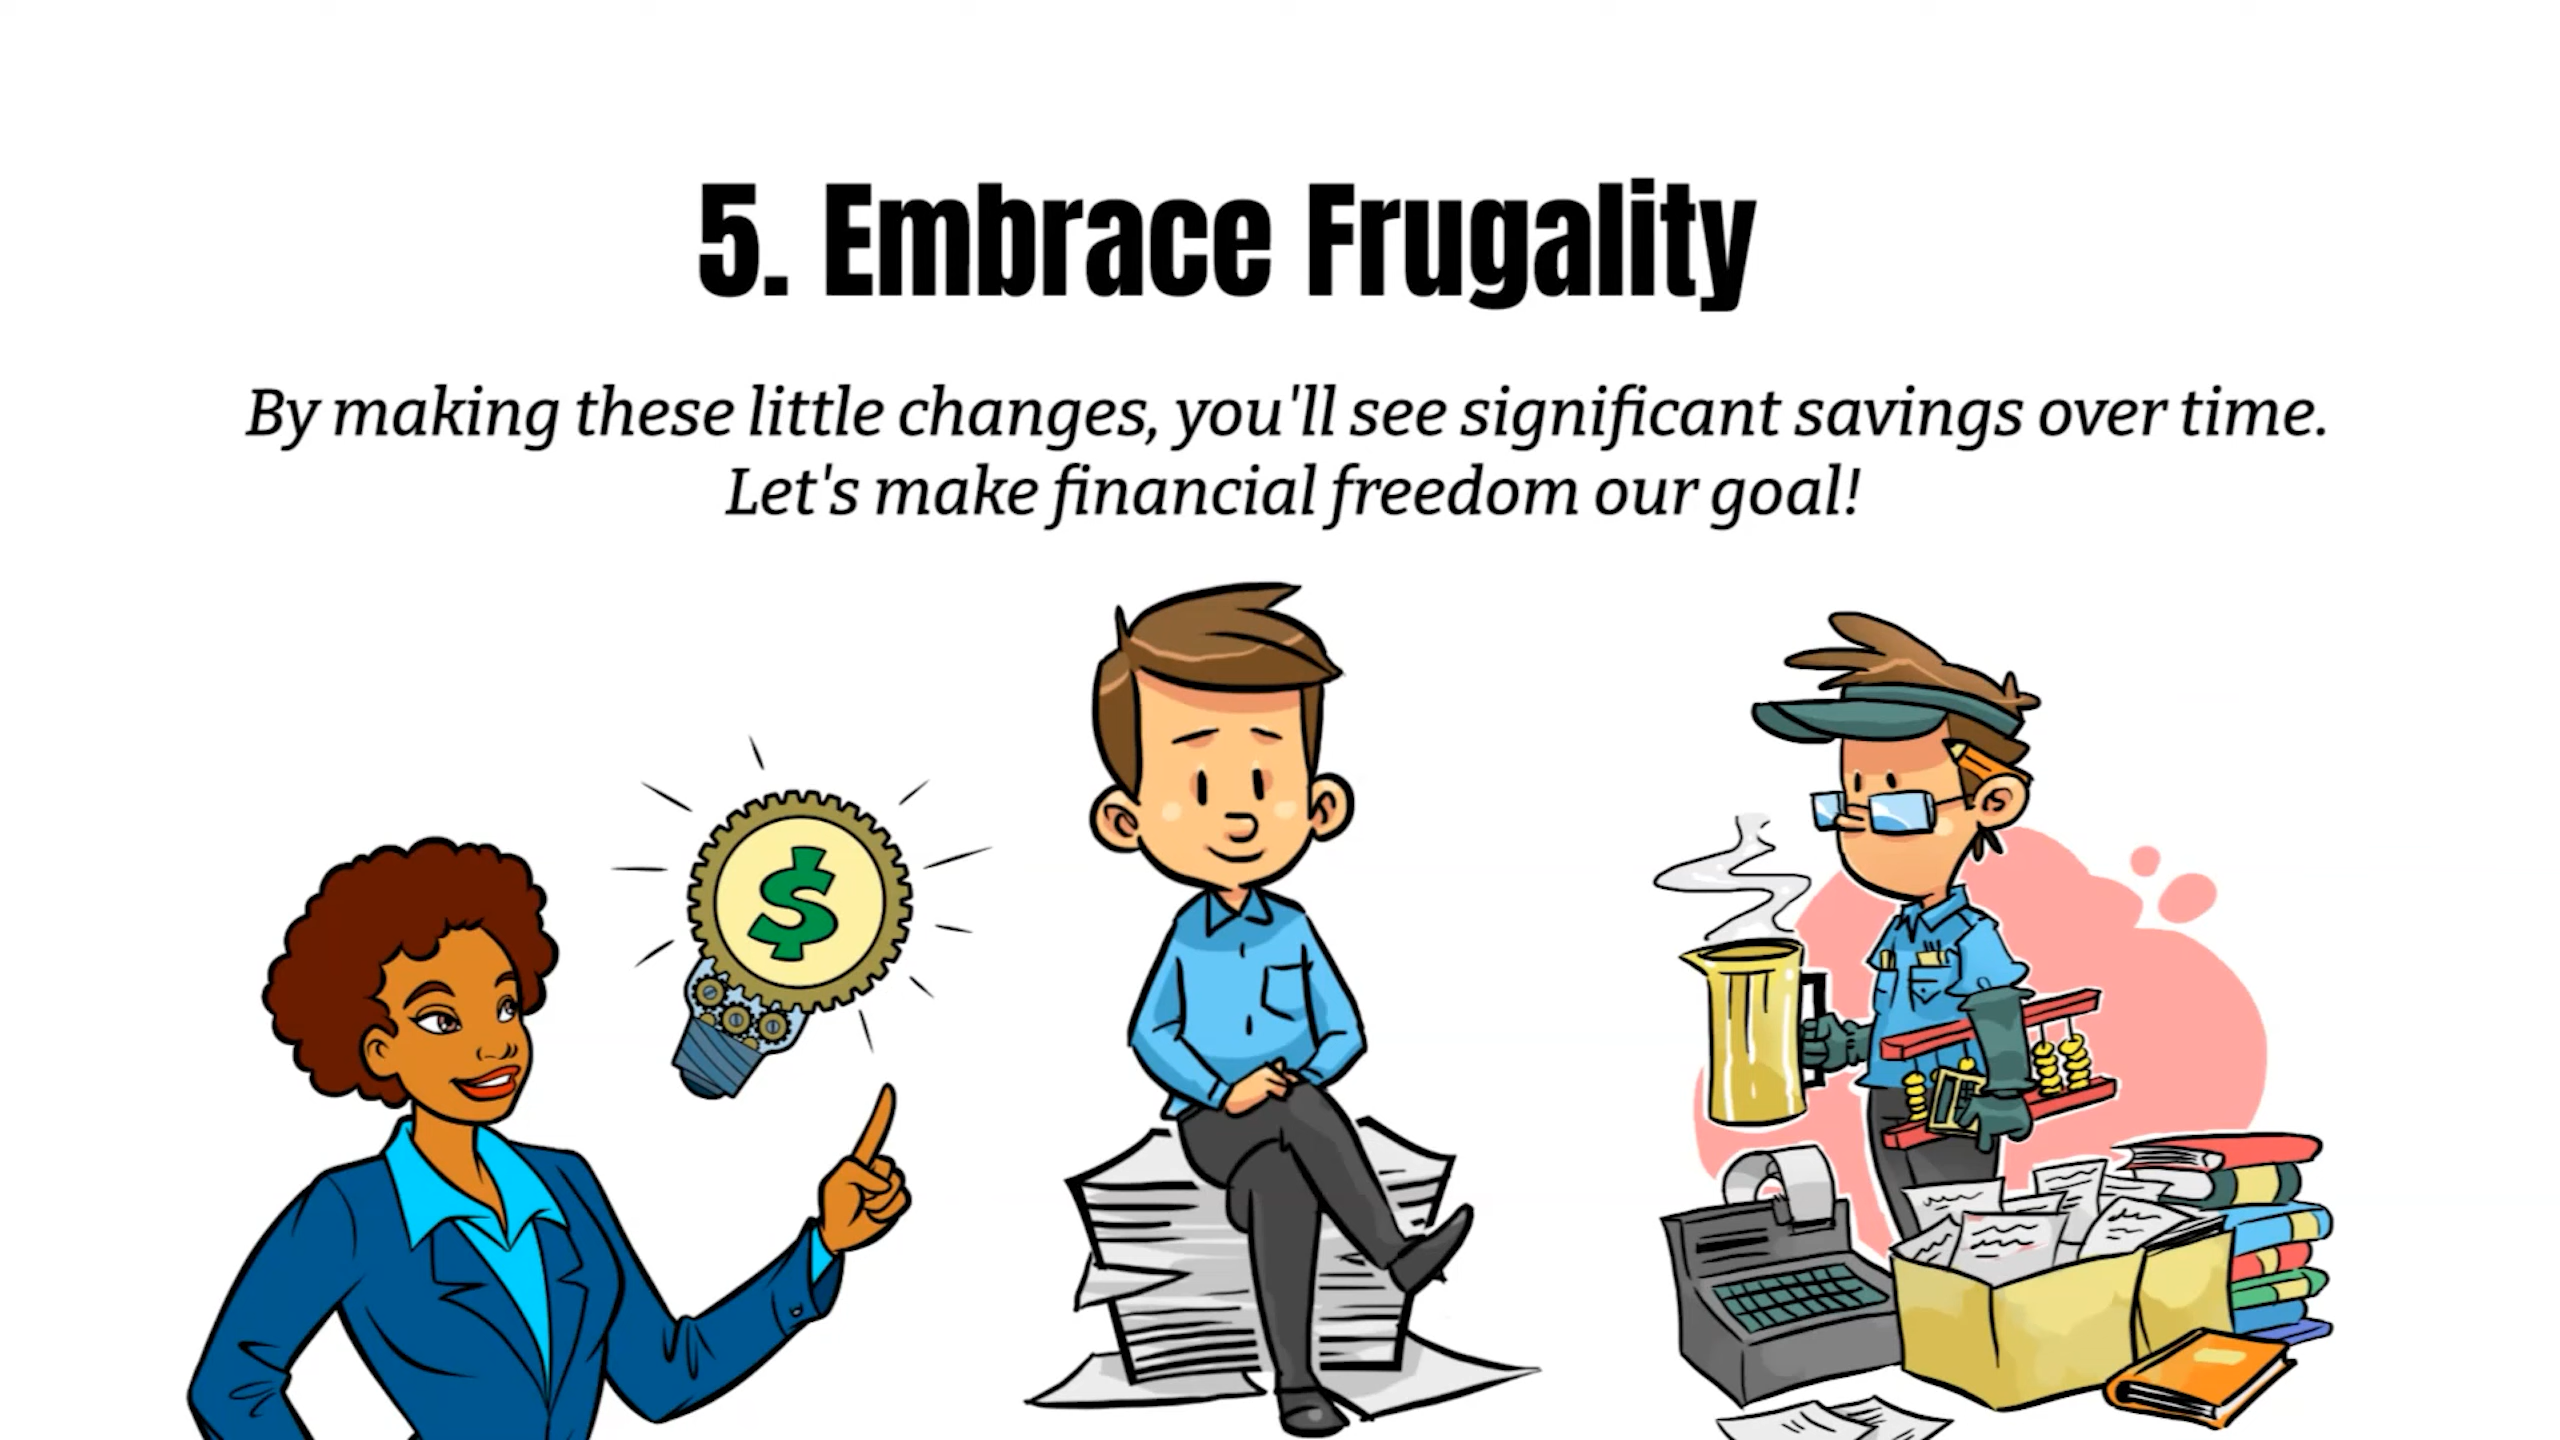 5. Embrace Frugality
By making these little changes, you'll see significant savings over time.
Let's make financial freedom our goal!
$